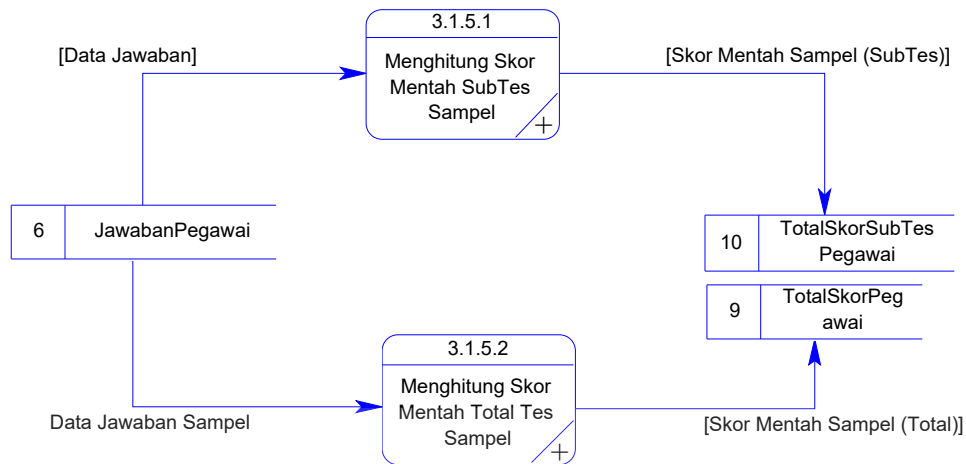 3.1.5.1
[Data Jawaban]
Menghitung Skor
Mentah SubTes
Sampel
+
[Skor Mentah Sampel (SubTes)]
6
JawabanPegawai
10
TotalSkorSubTes
Pegawai
9
TotalSkorPeg
awai
3.1.5.2
Menghitung Skor
Mentah Total Tes
Sampel
+
Data Jawaban Sampel
[Skor Mentah Sampel (Total)]